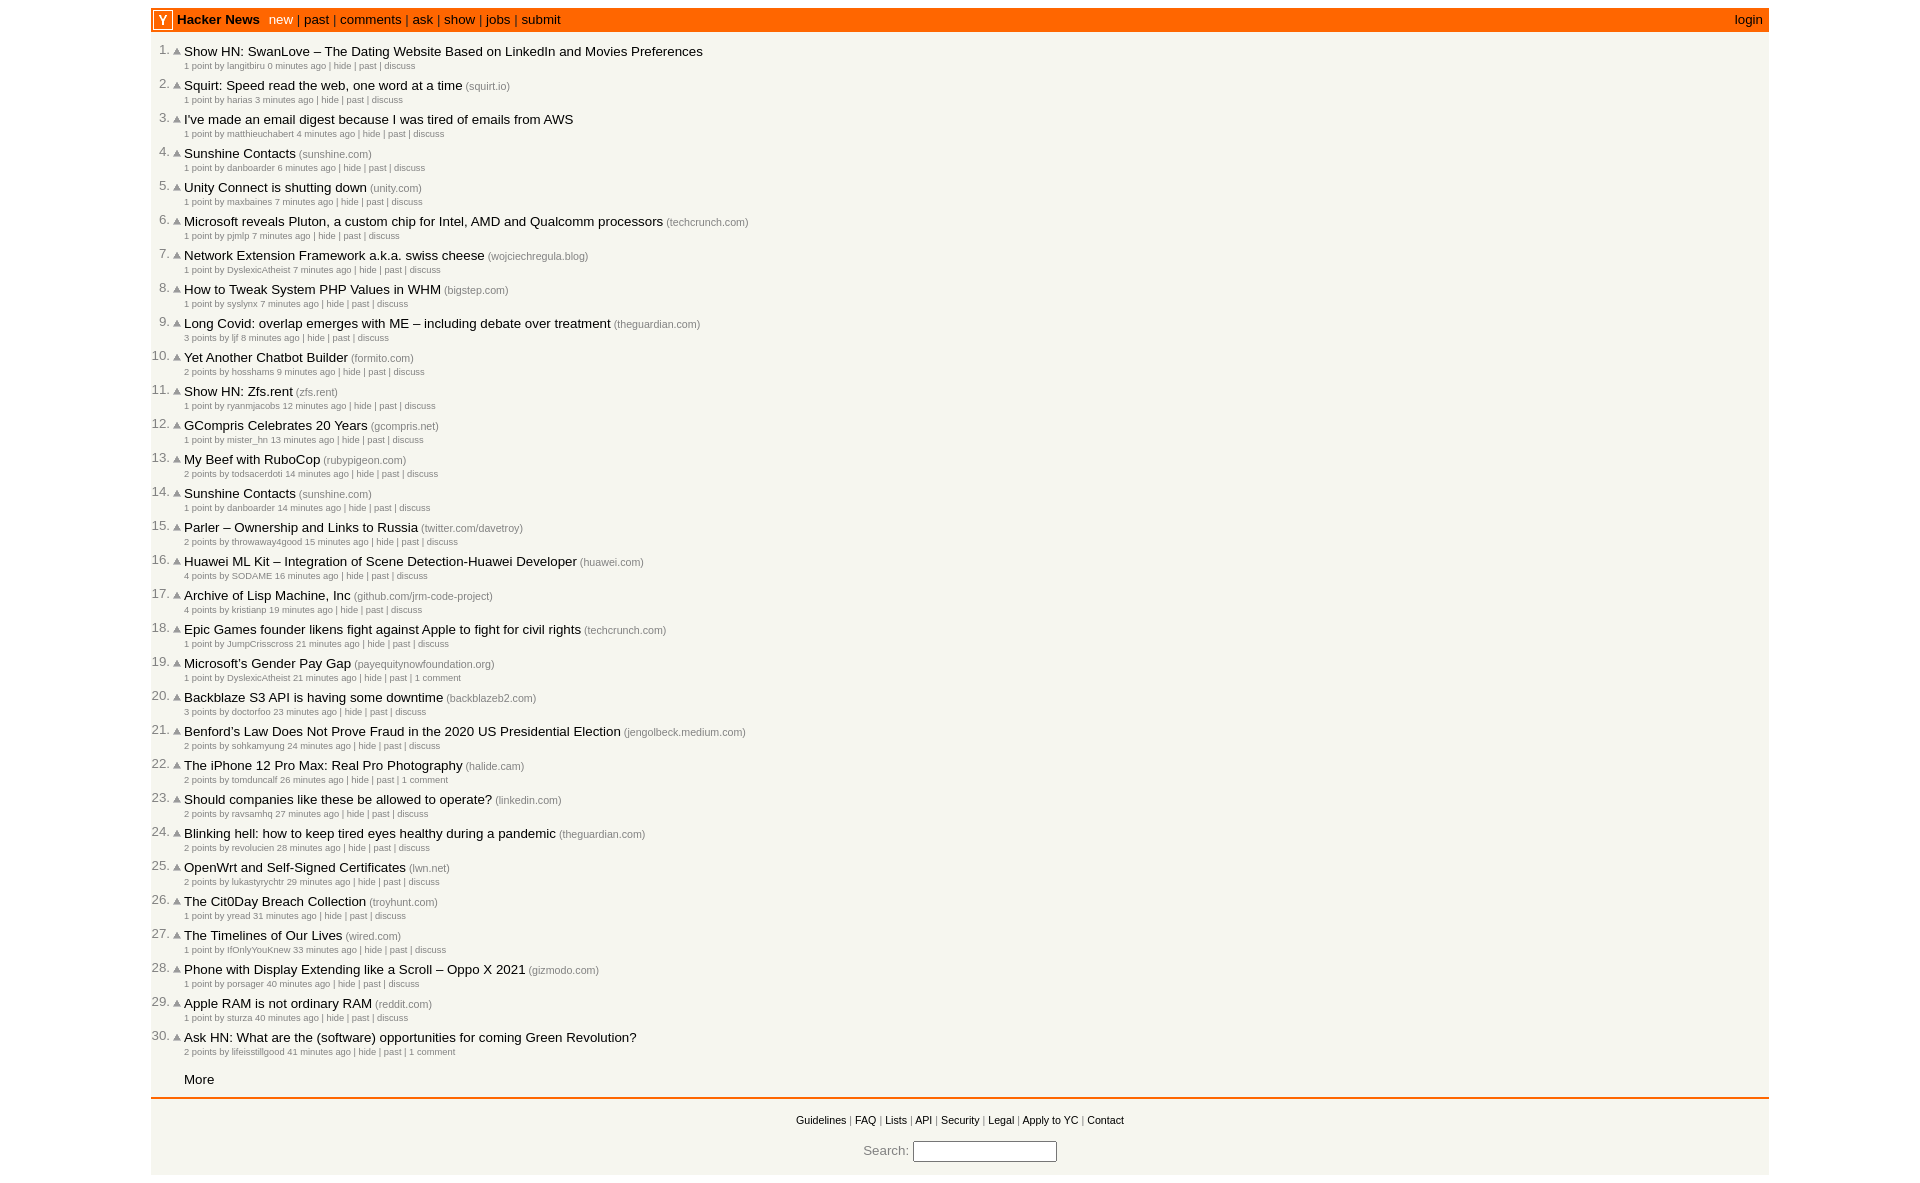 Y Hacker News new | past | comments | ask | show | jobs | submit login
1. Show HN: SwanLove – The Dating Website Based on LinkedIn and Movies Preferences
1 point by langitbiru 0 minutes ago | hide | past | discuss
2. Squirt: Speed read the web, one word at a time (squirt.io)
1 point by harias 3 minutes ago | hide | past | discuss
3. I've made an email digest because I was tired of emails from AWS
1 point by matthieuchabert 4 minutes ago | hide | past | discuss
4. Sunshine Contacts (sunshine.com)
1 point by danboarder 6 minutes ago | hide | past | discuss
5. Unity Connect is shutting down (unity.com)
1 point by maxbaines 7 minutes ago | hide | past | discuss
6. Microsoft reveals Pluton, a custom chip for Intel, AMD and Qualcomm processors (techcrunch.com)
1 point by pjmlp 7 minutes ago | hide | past | discuss
7. Network Extension Framework a.k.a. swiss cheese (wojciechregula.blog)
1 point by DyslexicAtheist 7 minutes ago | hide | past | discuss
8. How to Tweak System PHP Values in WHM (bigstep.com)
1 point by syslynx 7 minutes ago | hide | past | discuss
9. Long Covid: overlap emerges with ME – including debate over treatment (theguardian.com)
3 points by ljf 8 minutes ago | hide | past | discuss
10. Yet Another Chatbot Builder (formito.com)
2 points by hosshams 9 minutes ago | hide | past | discuss
11. Show HN: Zfs.rent (zfs.rent)
1 point by ryanmjacobs 12 minutes ago | hide | past | discuss
12. GCompris Celebrates 20 Years (gcompris.net)
1 point by mister_hn 13 minutes ago | hide | past | discuss
13. My Beef with RuboCop (rubypigeon.com)
2 points by todsacerdoti 14 minutes ago | hide | past | discuss
14. Sunshine Contacts (sunshine.com)
1 point by danboarder 14 minutes ago | hide | past | discuss
15. Parler – Ownership and Links to Russia (twitter.com/davetroy)
2 points by throwaway4good 15 minutes ago | hide | past | discuss
16. Huawei ML Kit – Integration of Scene Detection-Huawei Developer (huawei.com)
4 points by SODAME 16 minutes ago | hide | past | discuss
17. Archive of Lisp Machine, Inc (github.com/jrm-code-project)
4 points by kristianp 19 minutes ago | hide | past | discuss
18. Epic Games founder likens fight against Apple to fight for civil rights (techcrunch.com)
1 point by JumpCrisscross 21 minutes ago | hide | past | discuss
19. Microsoft’s Gender Pay Gap (payequitynowfoundation.org)
1 point by DyslexicAtheist 21 minutes ago | hide | past | 1 comment
20. Backblaze S3 API is having some downtime (backblazeb2.com)
3 points by doctorfoo 23 minutes ago | hide | past | discuss
21. Benford’s Law Does Not Prove Fraud in the 2020 US Presidential Election (jengolbeck.medium.com)
2 points by sohkamyung 24 minutes ago | hide | past | discuss
22. The iPhone 12 Pro Max: Real Pro Photography (halide.cam)
2 points by tomduncalf 26 minutes ago | hide | past | 1 comment
23. Should companies like these be allowed to operate? (linkedin.com)
2 points by ravsamhq 27 minutes ago | hide | past | discuss
24. Blinking hell: how to keep tired eyes healthy during a pandemic (theguardian.com)
2 points by revolucien 28 minutes ago | hide | past | discuss
25. OpenWrt and Self-Signed Certificates (lwn.net)
2 points by lukastyrychtr 29 minutes ago | hide | past | discuss
26. The Cit0Day Breach Collection (troyhunt.com)
1 point by yread 31 minutes ago | hide | past | discuss
27. The Timelines of Our Lives (wired.com)
1 point by IfOnlyYouKnew 33 minutes ago | hide | past | discuss
28. Phone with Display Extending like a Scroll – Oppo X 2021 (gizmodo.com)
1 point by porsager 40 minutes ago | hide | past | discuss
29. Apple RAM is not ordinary RAM (reddit.com)
1 point by sturza 40 minutes ago | hide | past | discuss
30. Ask HN: What are the (software) opportunities for coming Green Revolution?
2 points by lifeisstillgood 41 minutes ago | hide | past | 1 comment
More
Guidelines | FAQ | Lists | API | Security | Legal | Apply to YC | Contact
Search: